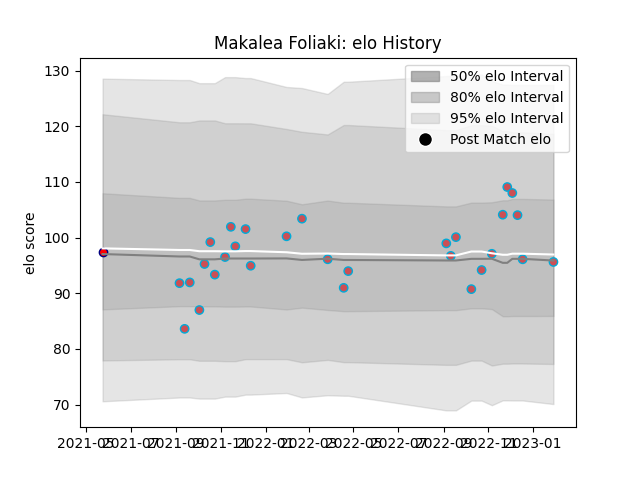 Makalea Foliaki: elo History
130
120
110
100
90
80
70
elo score
50% elo Interval
80% elo Interval
95% elo Interval
Post Match elo
2021-05 2021-07 2021-09 2021-11 2022-01 2022-03 2022-05 2022-07 2022-09 2022-11 2023-01